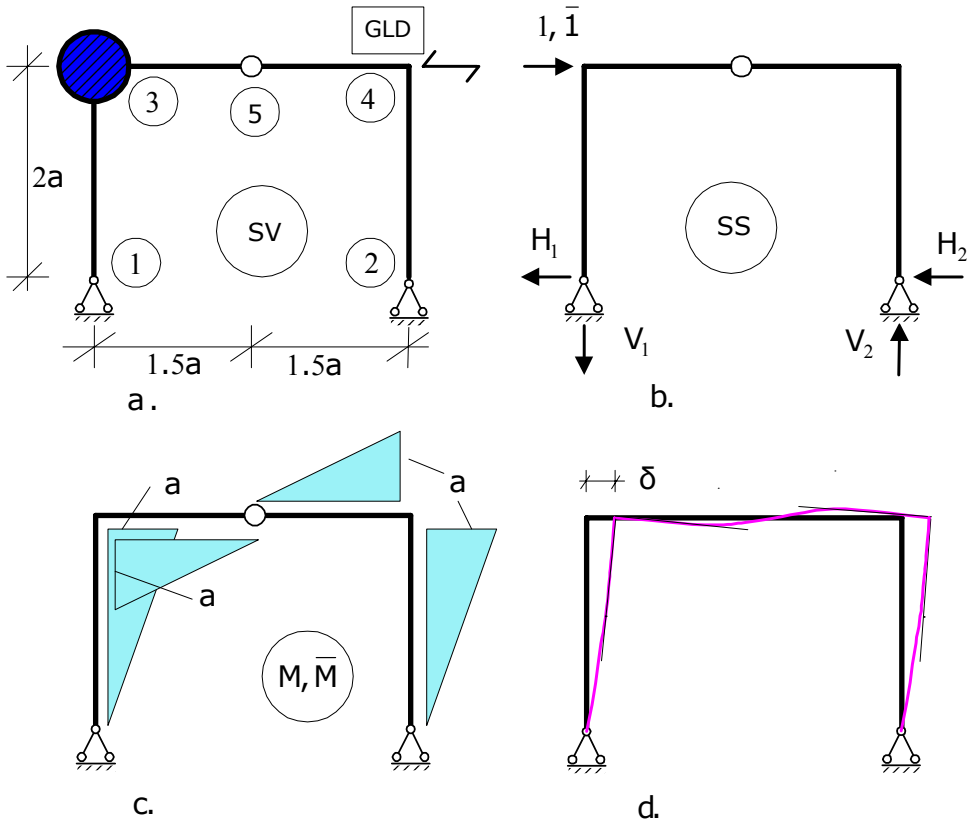 GLD
3
5
4
2a
SV
1
2
1.5a
1.5a
a.
1, 1̅
SS
H₁
H₂
V₁
V₂
b.
a
a
a
M, M̅
c.
δ
d.